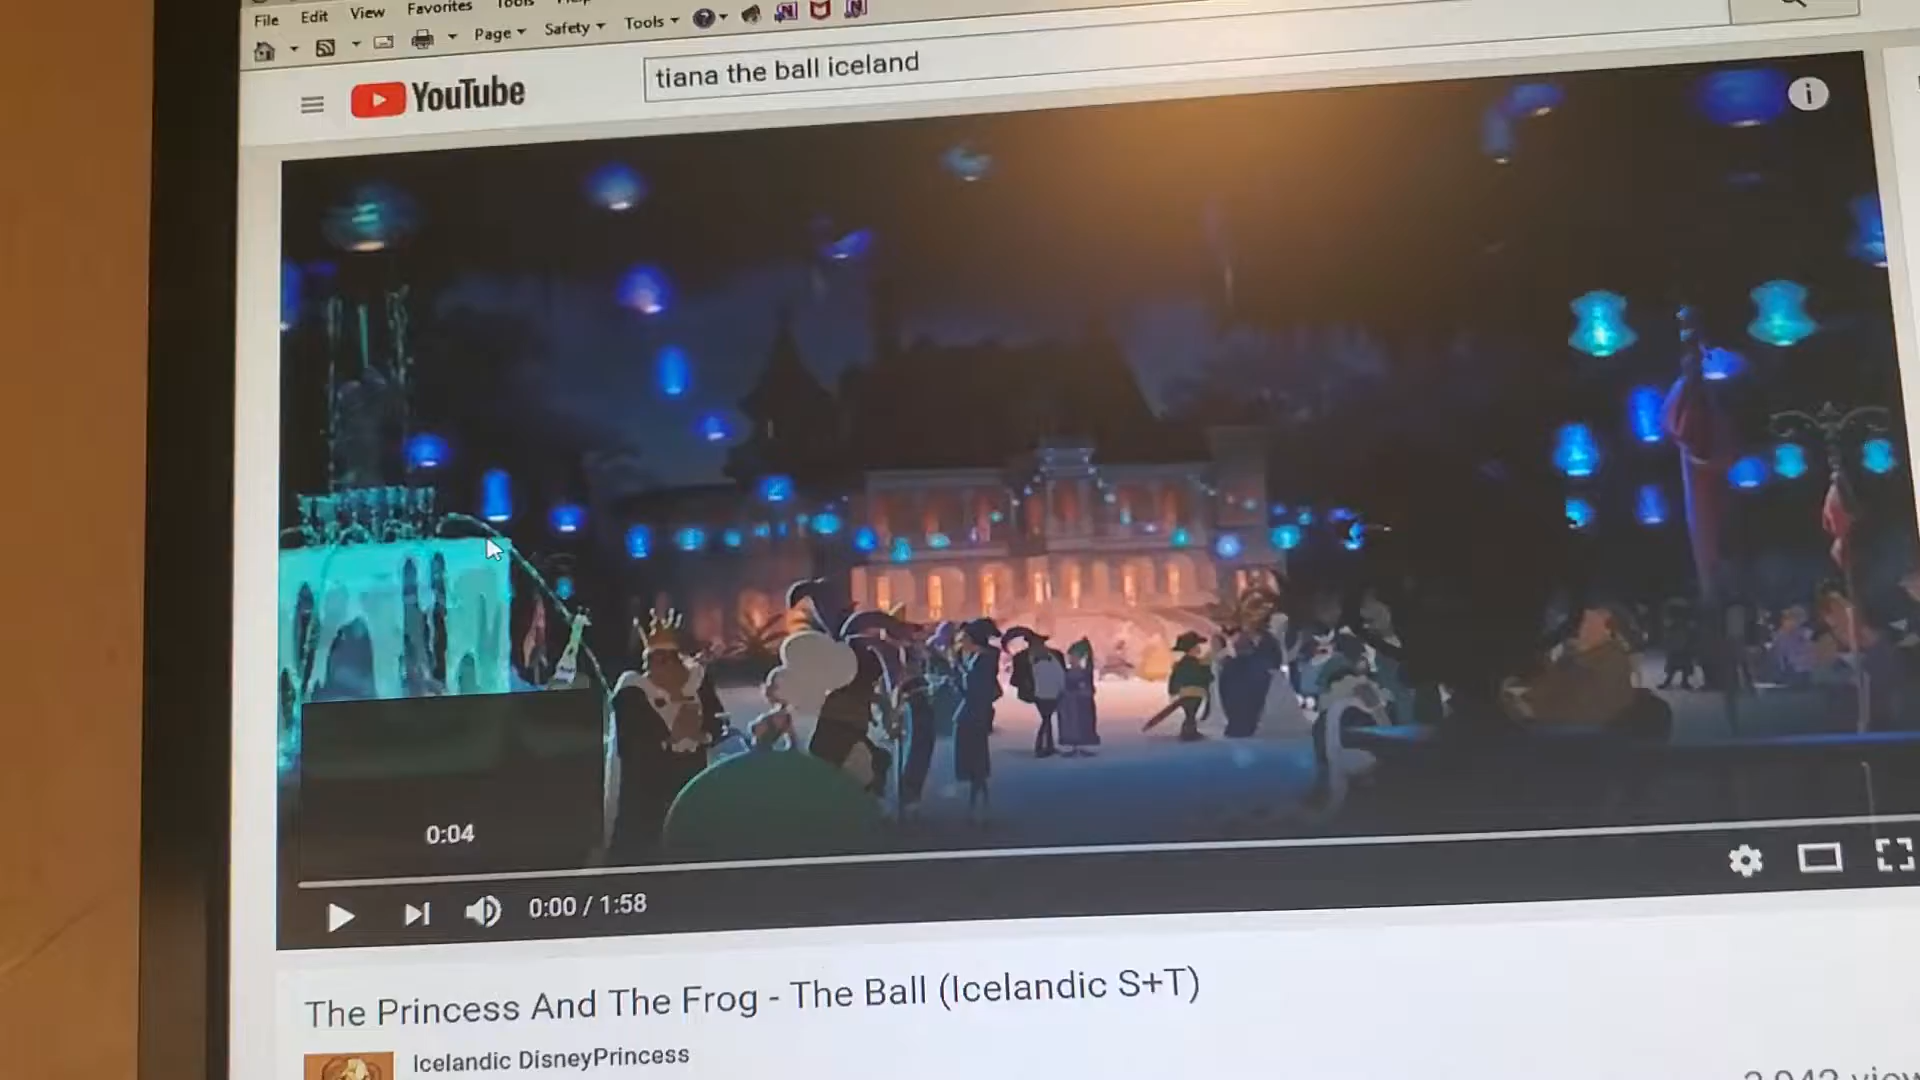 File Edit View Favorites Tools
Page Safety Tools
YouTube
tiana the ball iceland
0:04
0:00 / 1:58
The Princess And The Frog - The Ball (Icelandic S+T)
Icelandic DisneyPrincess